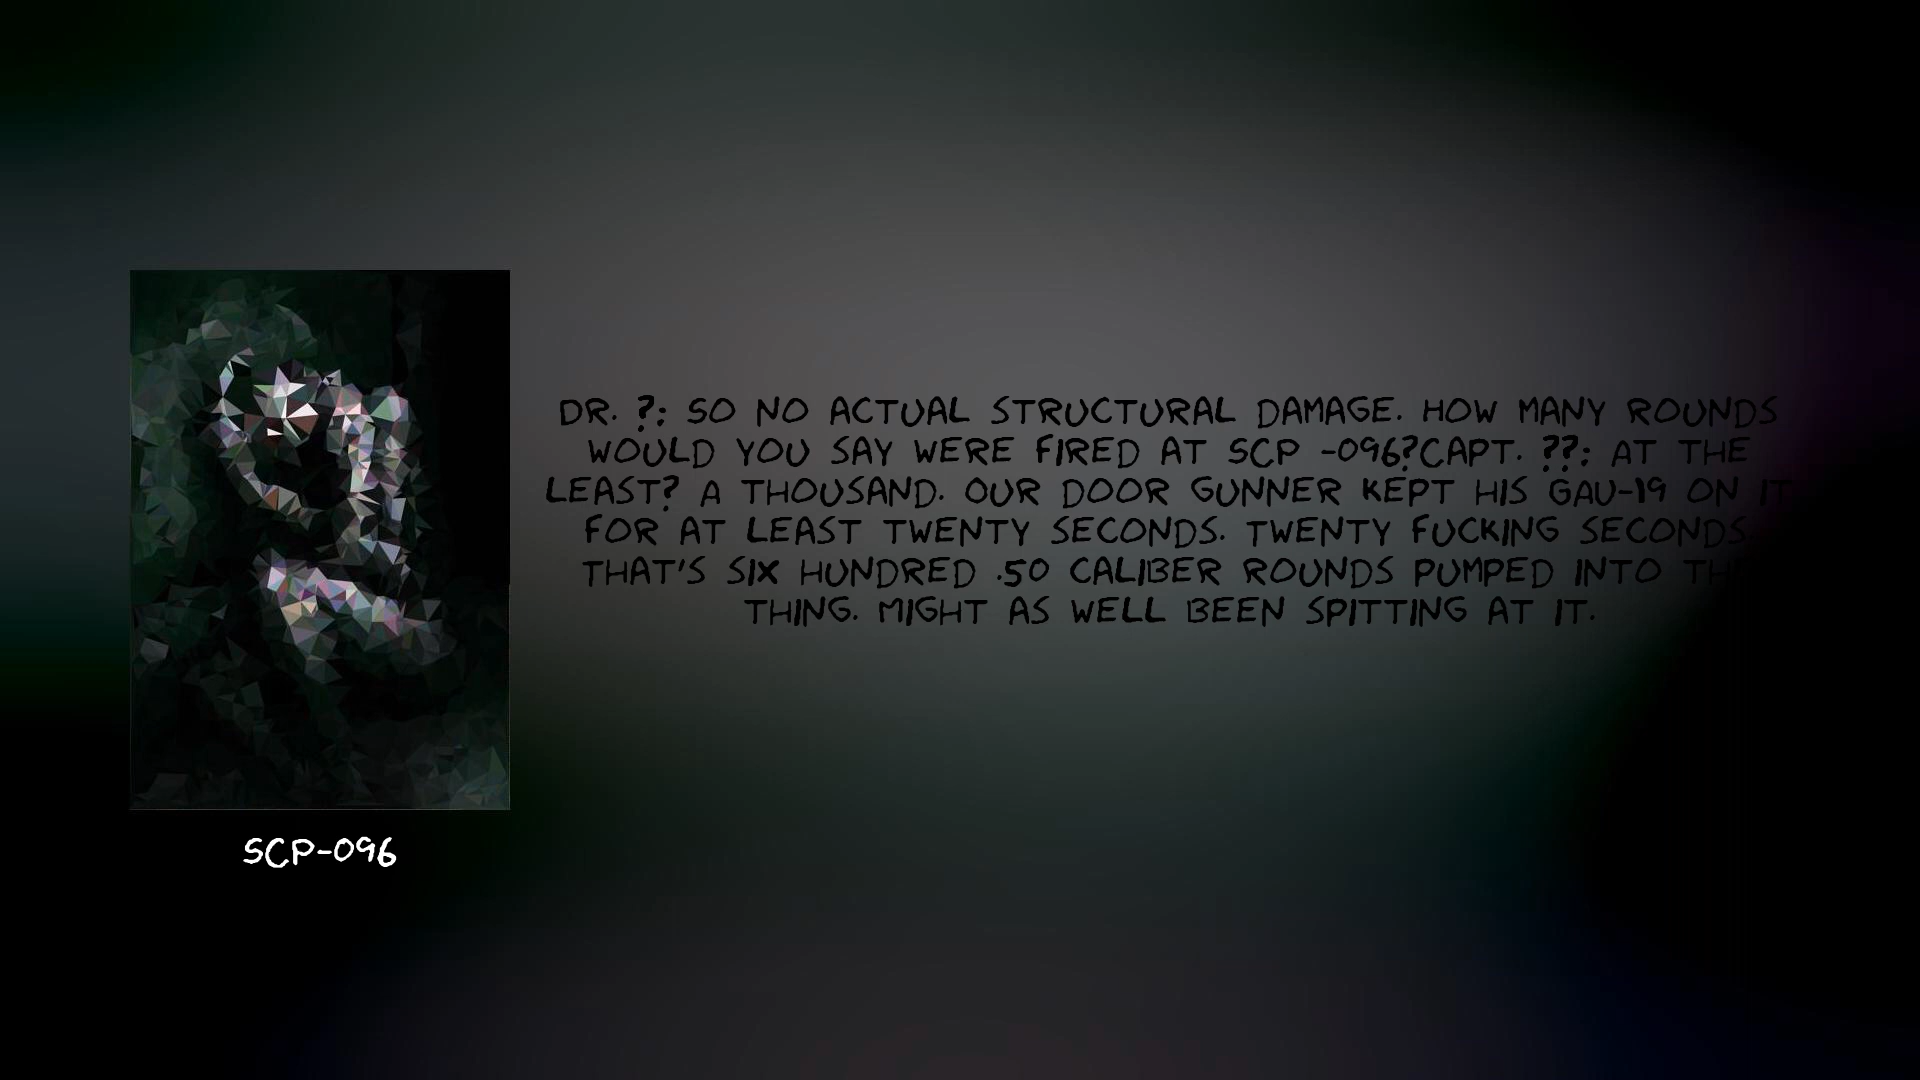 DR. ?: SO NO ACTUAL STRUCTURAL DAMAGE. HOW MANY ROUNDS
WOULD YOU SAY WERE FIRED AT SCP -096?CAPT. ??: AT THE
LEAST? A THOUSAND. OUR DOOR GUNNER KEPT HIS GAU-19 ON IT
FOR AT LEAST TWENTY SECONDS. TWENTY FUCKING SECONDS.
THAT'S SIX HUNDRED .50 CALIBER ROUNDS PUMPED INTO
THING. MIGHT AS WELL BEEN SPITTING AT IT.
SCP-096